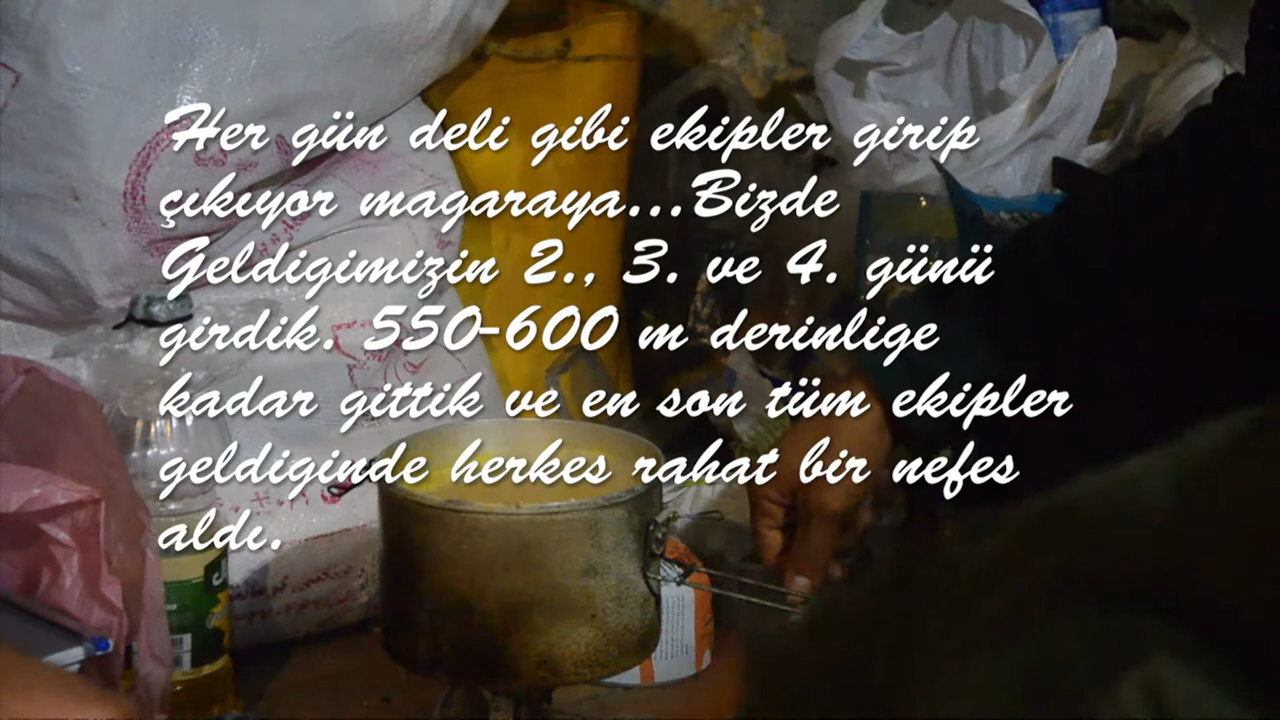 Her gün deli gibi ekipler girip
çıkıyor magaraya...Bizde
Geldigimizin 2., 3. ve 4. günü
girdik. 550-600 m derinlige
kadar gittik ve en son tüm ekipler
geldiginde herkes rahat bir nefes
aldı.